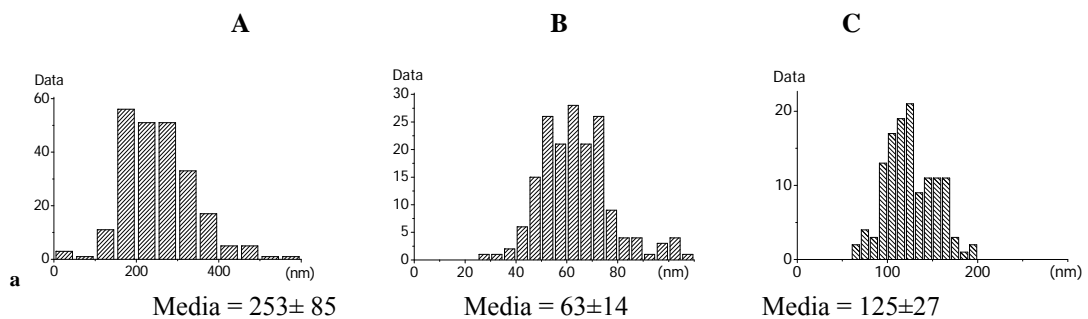 A B C
Data Data Data
60
40
20
0
0 200 400 (nm)
30
25
20
15
10
5
0
0 20 40 60 80 (nm)
20
10
0
0 100 200 (nm)
a
Media = 253± 85 Media = 63±14 Media = 125±27